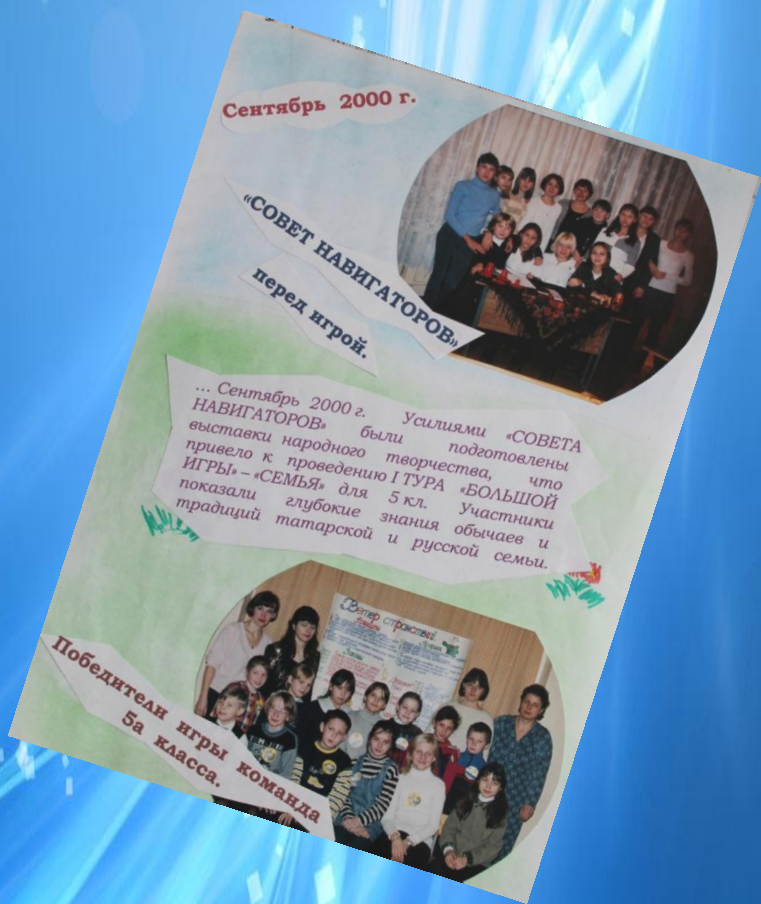 Сентябрь 2000 г.
«СОВЕТ НАВИГАТОРОВ»
перед игрой.
... Сентябрь 2000 г. Усилиями «СОВЕТА
НАВИГАТОРОВ» были подготовлены
выставки народного творчества, что
привело к проведению I ТУРА «БОЛЬШОЙ
ИГРЫ» – «СЕМЬЯ» для 5 кл. Участники
показали глубокие знания обычаев и
традиций татарской и русской семьи.
Ветер странствий
Победители игры команда
5а класса.